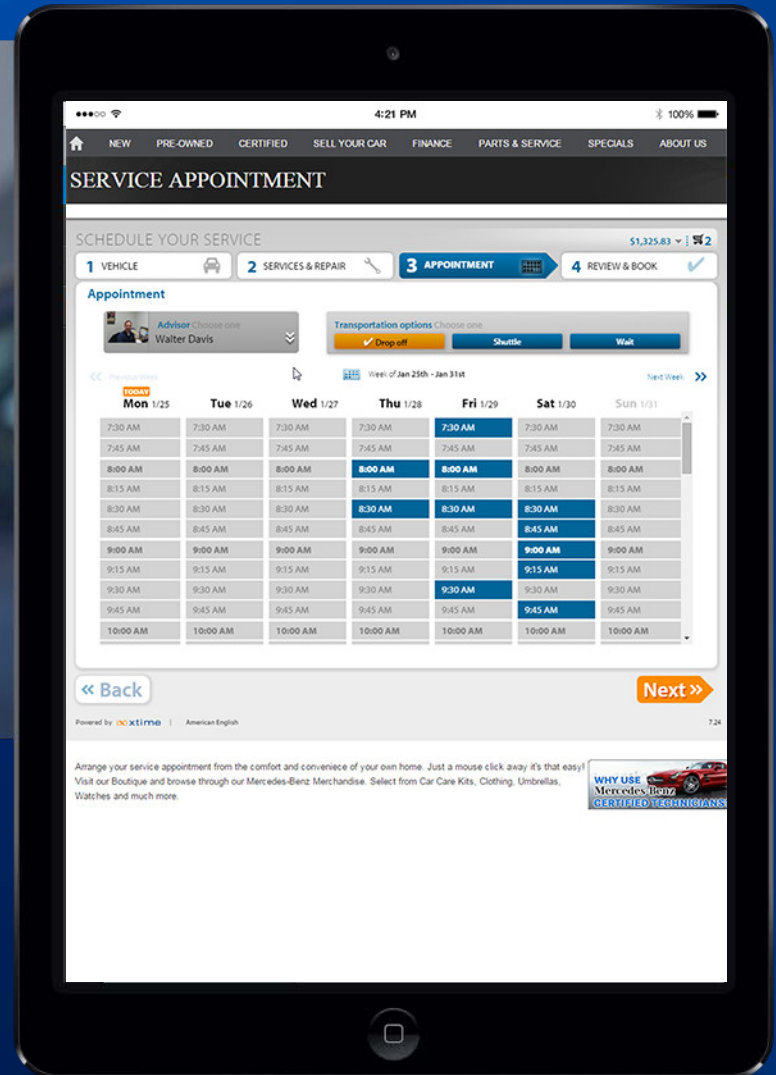 4:21 PM 100%
NEW PRE-OWNED CERTIFIED SELL YOUR CAR FINANCE PARTS & SERVICE SPECIALS ABOUT US
SERVICE APPOINTMENT
SCHEDULE YOUR SERVICE $1,325.83 2
1 VEHICLE 2 SERVICES & REPAIR 3 APPOINTMENT 4 REVIEW & BOOK
Appointment
Advisor Choose one Transportation options Choose one
Walter Davis Drop off Shuttle Wait
Previous Week Week of Jan 25th - Jan 31st Next Week
TODAY
Mon 1/25 Tue 1/26 Wed 1/27 Thu 1/28 Fri 1/29 Sat 1/30 Sun 1/31
7:30 AM 7:30 AM 7:30 AM 7:30 AM 7:30 AM 7:30 AM 7:30 AM
7:45 AM 7:45 AM 7:45 AM 7:45 AM 7:45 AM 7:45 AM 7:45 AM
8:00 AM 8:00 AM 8:00 AM 8:00 AM 8:00 AM 8:00 AM 8:00 AM
8:15 AM 8:15 AM 8:15 AM 8:15 AM 8:15 AM 8:15 AM 8:15 AM
8:30 AM 8:30 AM 8:30 AM 8:30 AM 8:30 AM 8:30 AM 8:30 AM
8:45 AM 8:45 AM 8:45 AM 8:45 AM 8:45 AM 8:45 AM 8:45 AM
9:00 AM 9:00 AM 9:00 AM 9:00 AM 9:00 AM 9:00 AM 9:00 AM
9:15 AM 9:15 AM 9:15 AM 9:15 AM 9:15 AM 9:15 AM 9:15 AM
9:30 AM 9:30 AM 9:30 AM 9:30 AM 9:30 AM 9:30 AM 9:30 AM
9:45 AM 9:45 AM 9:45 AM 9:45 AM 9:45 AM 9:45 AM 9:45 AM
10:00 AM 10:00 AM 10:00 AM 10:00 AM 10:00 AM 10:00 AM 10:00 AM
« Back Next »
Powered by xtime | American English 7.24
Arrange your service appointment from the comfort and conveniece of your own home. Just a mouse click away it's that easy!
Visit our Boutique and browse through our Mercedes-Benz Merchandise. Select from Car Care Kits, Clothing, Umbrellas,
Watches and much more.
WHY USE
Mercedes Benz
CERTIFIED TECHNICIANS?